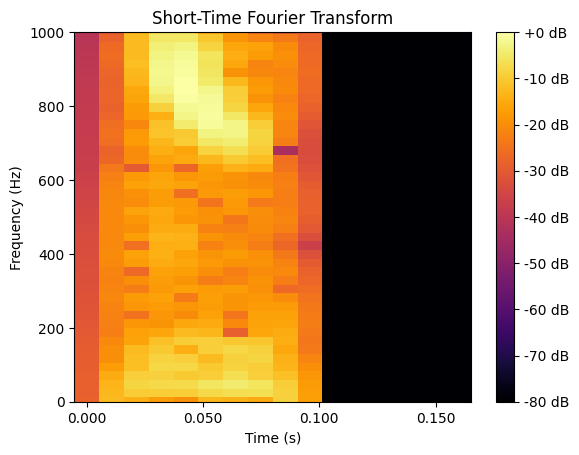 Short-Time Fourier Transform
1000
800
600
400
200
0
Frequency (Hz)
0.000
0.050
0.100
0.150
Time (s)
+0 dB
-10 dB
-20 dB
-30 dB
-40 dB
-50 dB
-60 dB
-70 dB
-80 dB